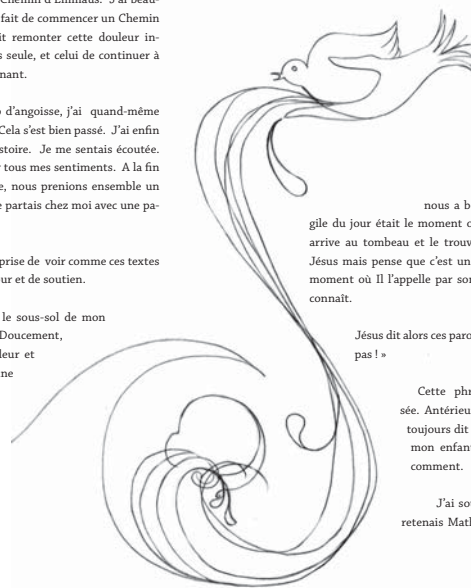 Chemin d'Emmaüs. J'ai beau-
fait de commencer un Chemin
it remonter cette douleur in-
s seule, et celui de continuer à
nant.
d'angoisse, j'ai quand-même
Cela s'est bien passé. J'ai enfin
stoire. Je me sentais écoutée.
tous mes sentiments. A la fin
e, nous prenions ensemble un
e partais chez moi avec une pa-
prise de voir comme ces textes
ur et de soutien.
le sous-sol de mon
Doucement,
leur et
ne
nous a b
gile du jour était le moment o
arrive au tombeau et le trouv
Jésus mais pense que c'est un
moment où Il l'appelle par son
connaît.
Jésus dit alors ces paro
pas ! »
Cette phr
sée. Antérieu
toujours dit
mon enfant
comment.
J'ai sou
retenais Math